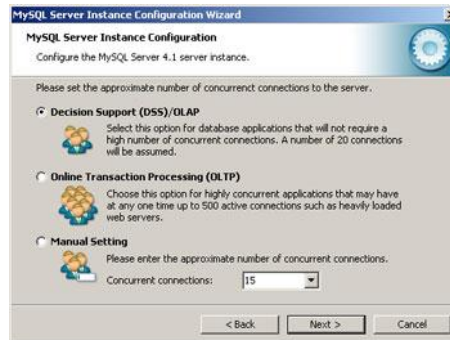 MySQL Server Instance Configuration Wizard
MySQL Server Instance Configuration
Configure the MySQL Server 4.1 server instance.
Please set the approximate number of concurrenct connections to the server.
Decision Support (DSS)/OLAP
Select this option for database applications that will not require a
high number of concurrent connections. A number of 20 connections
will be assumed.
Online Transaction Processing (OLTP)
Choose this option for highly concurrent applications that may have
at any one time up to 500 active connections such as heavily loaded
web servers.
Manual Setting
Please enter the approximate number of concurrent connections.
Concurrent connections: 15
< Back Next > Cancel